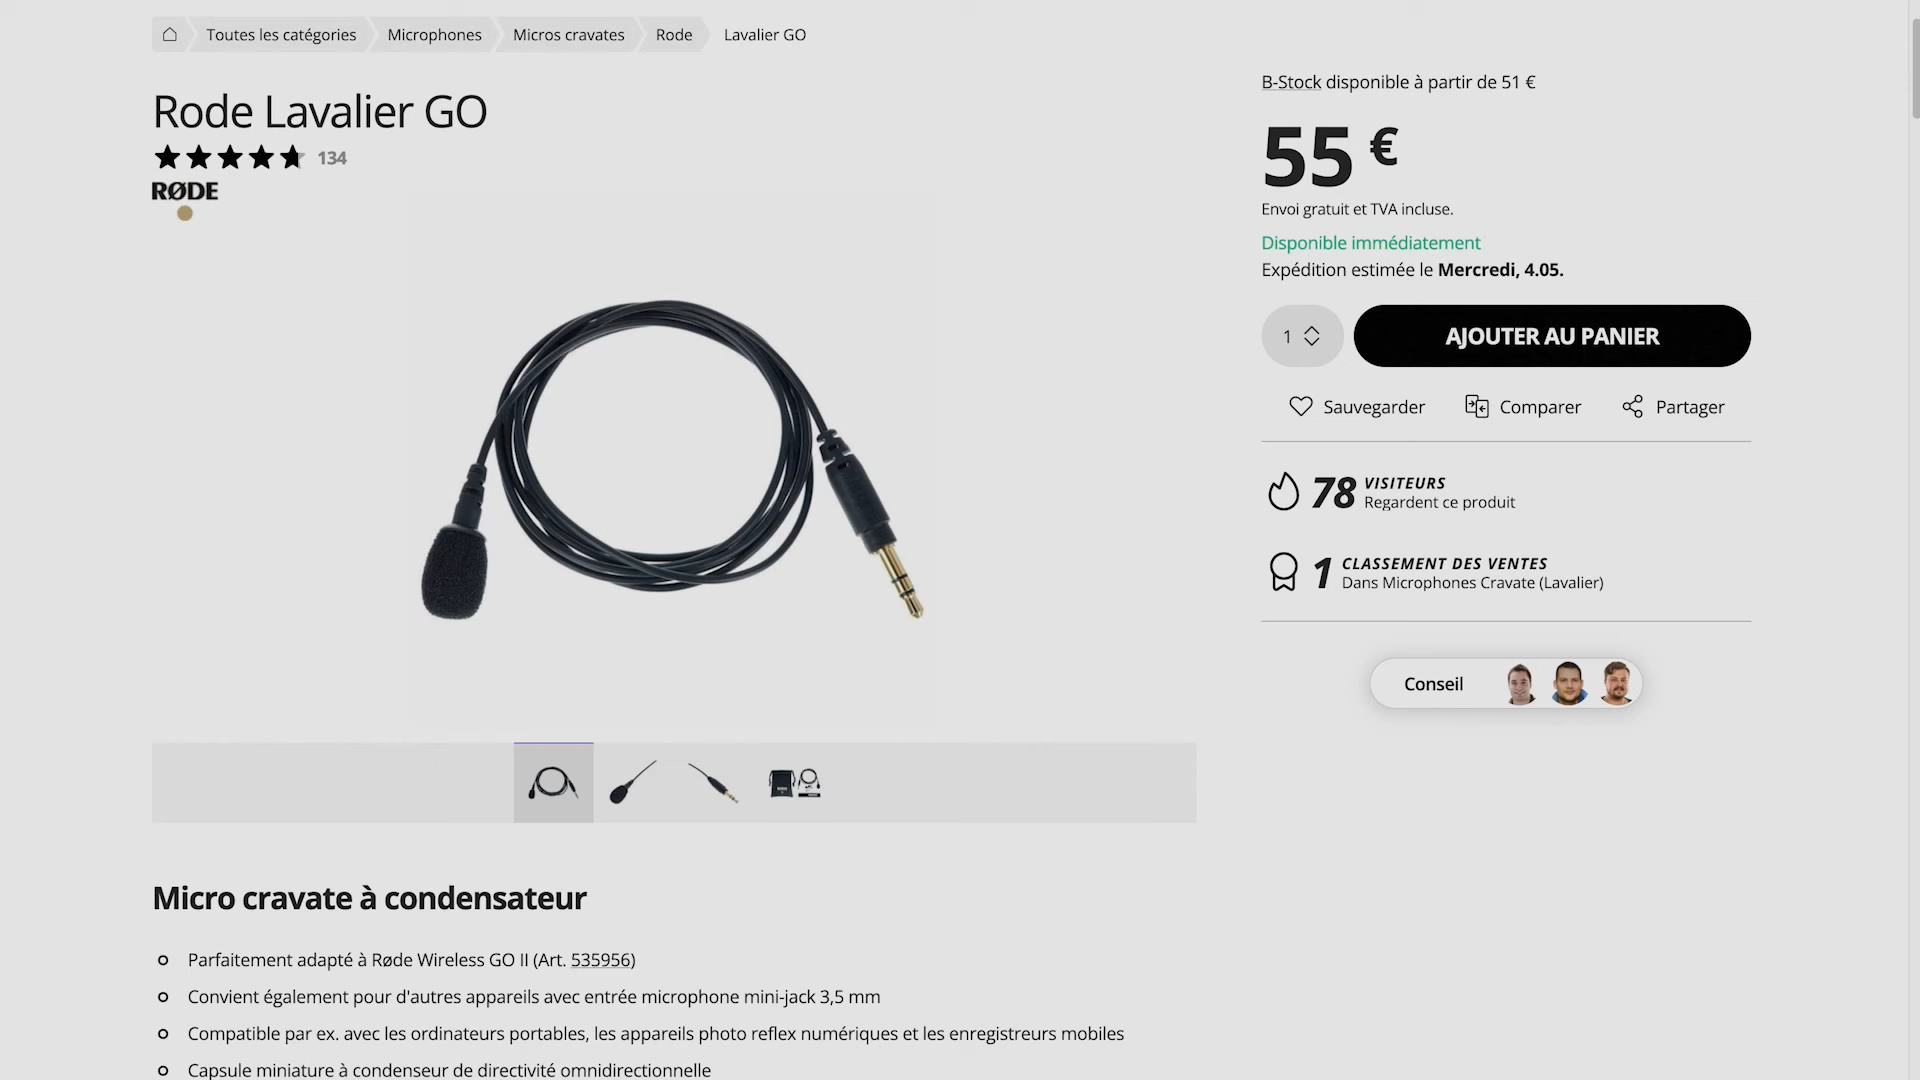 Toutes les catégories
Microphones
Micros cravates
Rode
Lavalier GO
Rode Lavalier GO
134
RØDE
B-Stock disponible à partir de 51 €
55 €
Envoi gratuit et TVA incluse.
Disponible immédiatement
Expédition estimée le Mercredi, 4.05.
1
AJOUTER AU PANIER
Sauvegarder
Comparer
Partager
78 VISITEURS
Regardent ce produit
1 CLASSEMENT DES VENTES
Dans Microphones Cravate (Lavalier)
Conseil
Micro cravate à condensateur
Parfaitement adapté à Røde Wireless GO II (Art. 535956)
Convient également pour d'autres appareils avec entrée microphone mini-jack 3,5 mm
Compatible par ex. avec les ordinateurs portables, les appareils photo reflex numériques et les enregistreurs mobiles
Capsule miniature à condenseur de directivité omnidirectionnelle